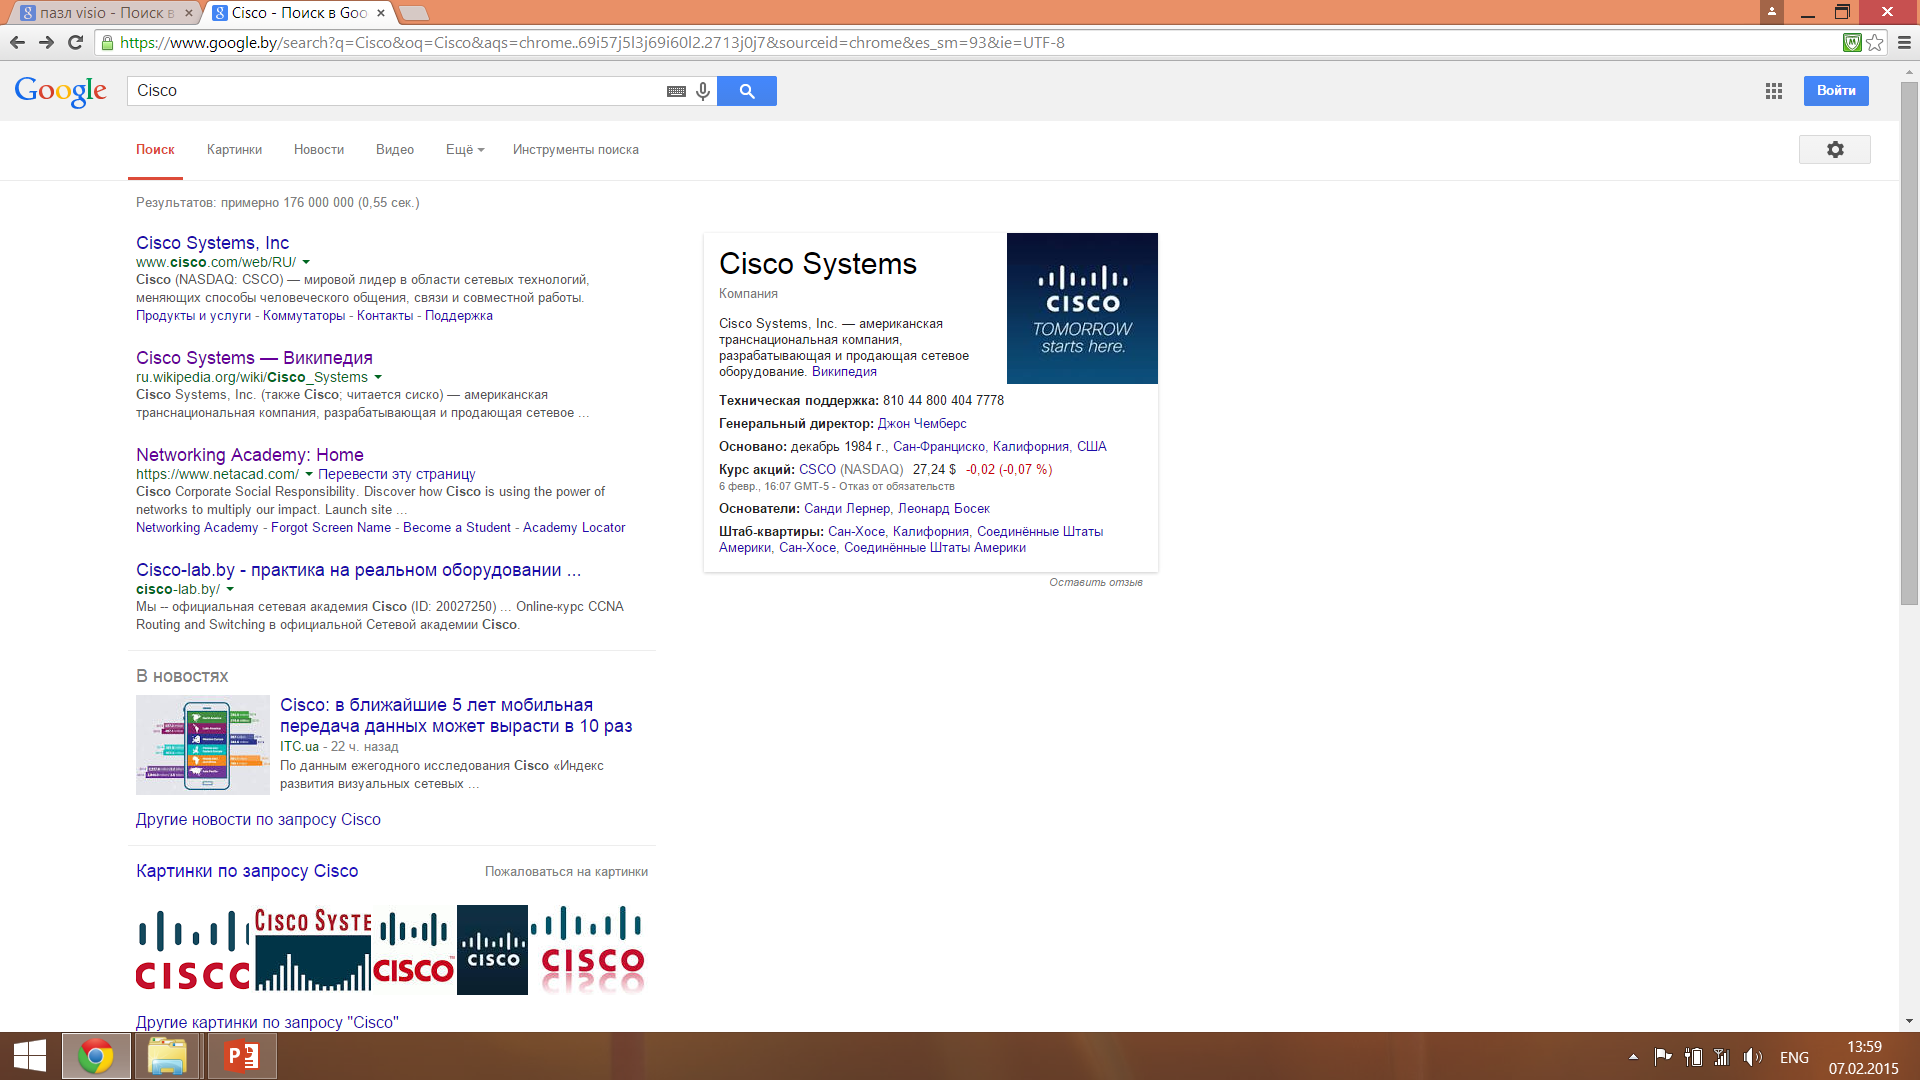 пазл visio - Поиск в
Cisco - Поиск в Goo
https://www.google.by/search?q=Cisco&oq=Cisco&aqs=chrome..69i57j5l3j69i60l2.2713j0j7&sourceid=chrome&es_sm=93&ie=UTF-8
Google
Cisco
Войти
Поиск
Картинки
Новости
Видео
Ещё
Инструменты поиска
Результатов: примерно 176 000 000 (0,55 сек.)
Cisco Systems, Inc
www.cisco.com/web/RU/
Cisco (NASDAQ: CSCO) — мировой лидер в области сетевых технологий,
меняющих способы человеческого общения, связи и совместной работы.
Продукты и услуги - Коммутаторы - Контакты - Поддержка
Cisco Systems — Википедия
ru.wikipedia.org/wiki/Cisco_Systems
Cisco Systems, Inc. (также Cisco; читается сиско) — американская
транснациональная компания, разрабатывающая и продающая сетевое ...
Networking Academy: Home
https://www.netacad.com/ Перевести эту страницу
Cisco Corporate Social Responsibility. Discover how Cisco is using the power of
networks to multiply our impact. Launch site ...
Networking Academy - Forgot Screen Name - Become a Student - Academy Locator
Cisco-lab.by - практика на реальном оборудовании ...
cisco-lab.by/
Мы -- официальная сетевая академия Cisco (ID: 20027250) ... Online-курс CCNA
Routing and Switching в официальной Сетевой академии Cisco.
В новостях
Cisco: в ближайшие 5 лет мобильная
передача данных может вырасти в 10 раз
ITC.ua - 22 ч. назад
По данным ежегодного исследования Cisco «Индекс
развития визуальных сетевых ...
Другие новости по запросу Cisco
Картинки по запросу Cisco
Пожаловаться на картинки
CISCO SYSTE
CISCO
CISCO
CISCO
Другие картинки по запросу "Cisco"
Cisco Systems
Компания
Cisco Systems, Inc. — американская
транснациональная компания,
разрабатывающая и продающая сетевое
оборудование. Википедия
CISCO
TOMORROW
starts here.
Техническая поддержка: 810 44 800 404 7778
Генеральный директор: Джон Чемберс
Основано: декабрь 1984 г., Сан-Франциско, Калифорния, США
Курс акций: CSCO (NASDAQ) 27,24 $ -0,02 (-0,07 %)
6 февр., 16:07 GMT-5 - Отказ от обязательств
Основатели: Санди Лернер, Леонард Босек
Штаб-квартиры: Сан-Хосе, Калифорния, Соединённые Штаты
Америки, Сан-Хосе, Соединённые Штаты Америки
Оставить отзыв
ENG
13:59
07.02.2015